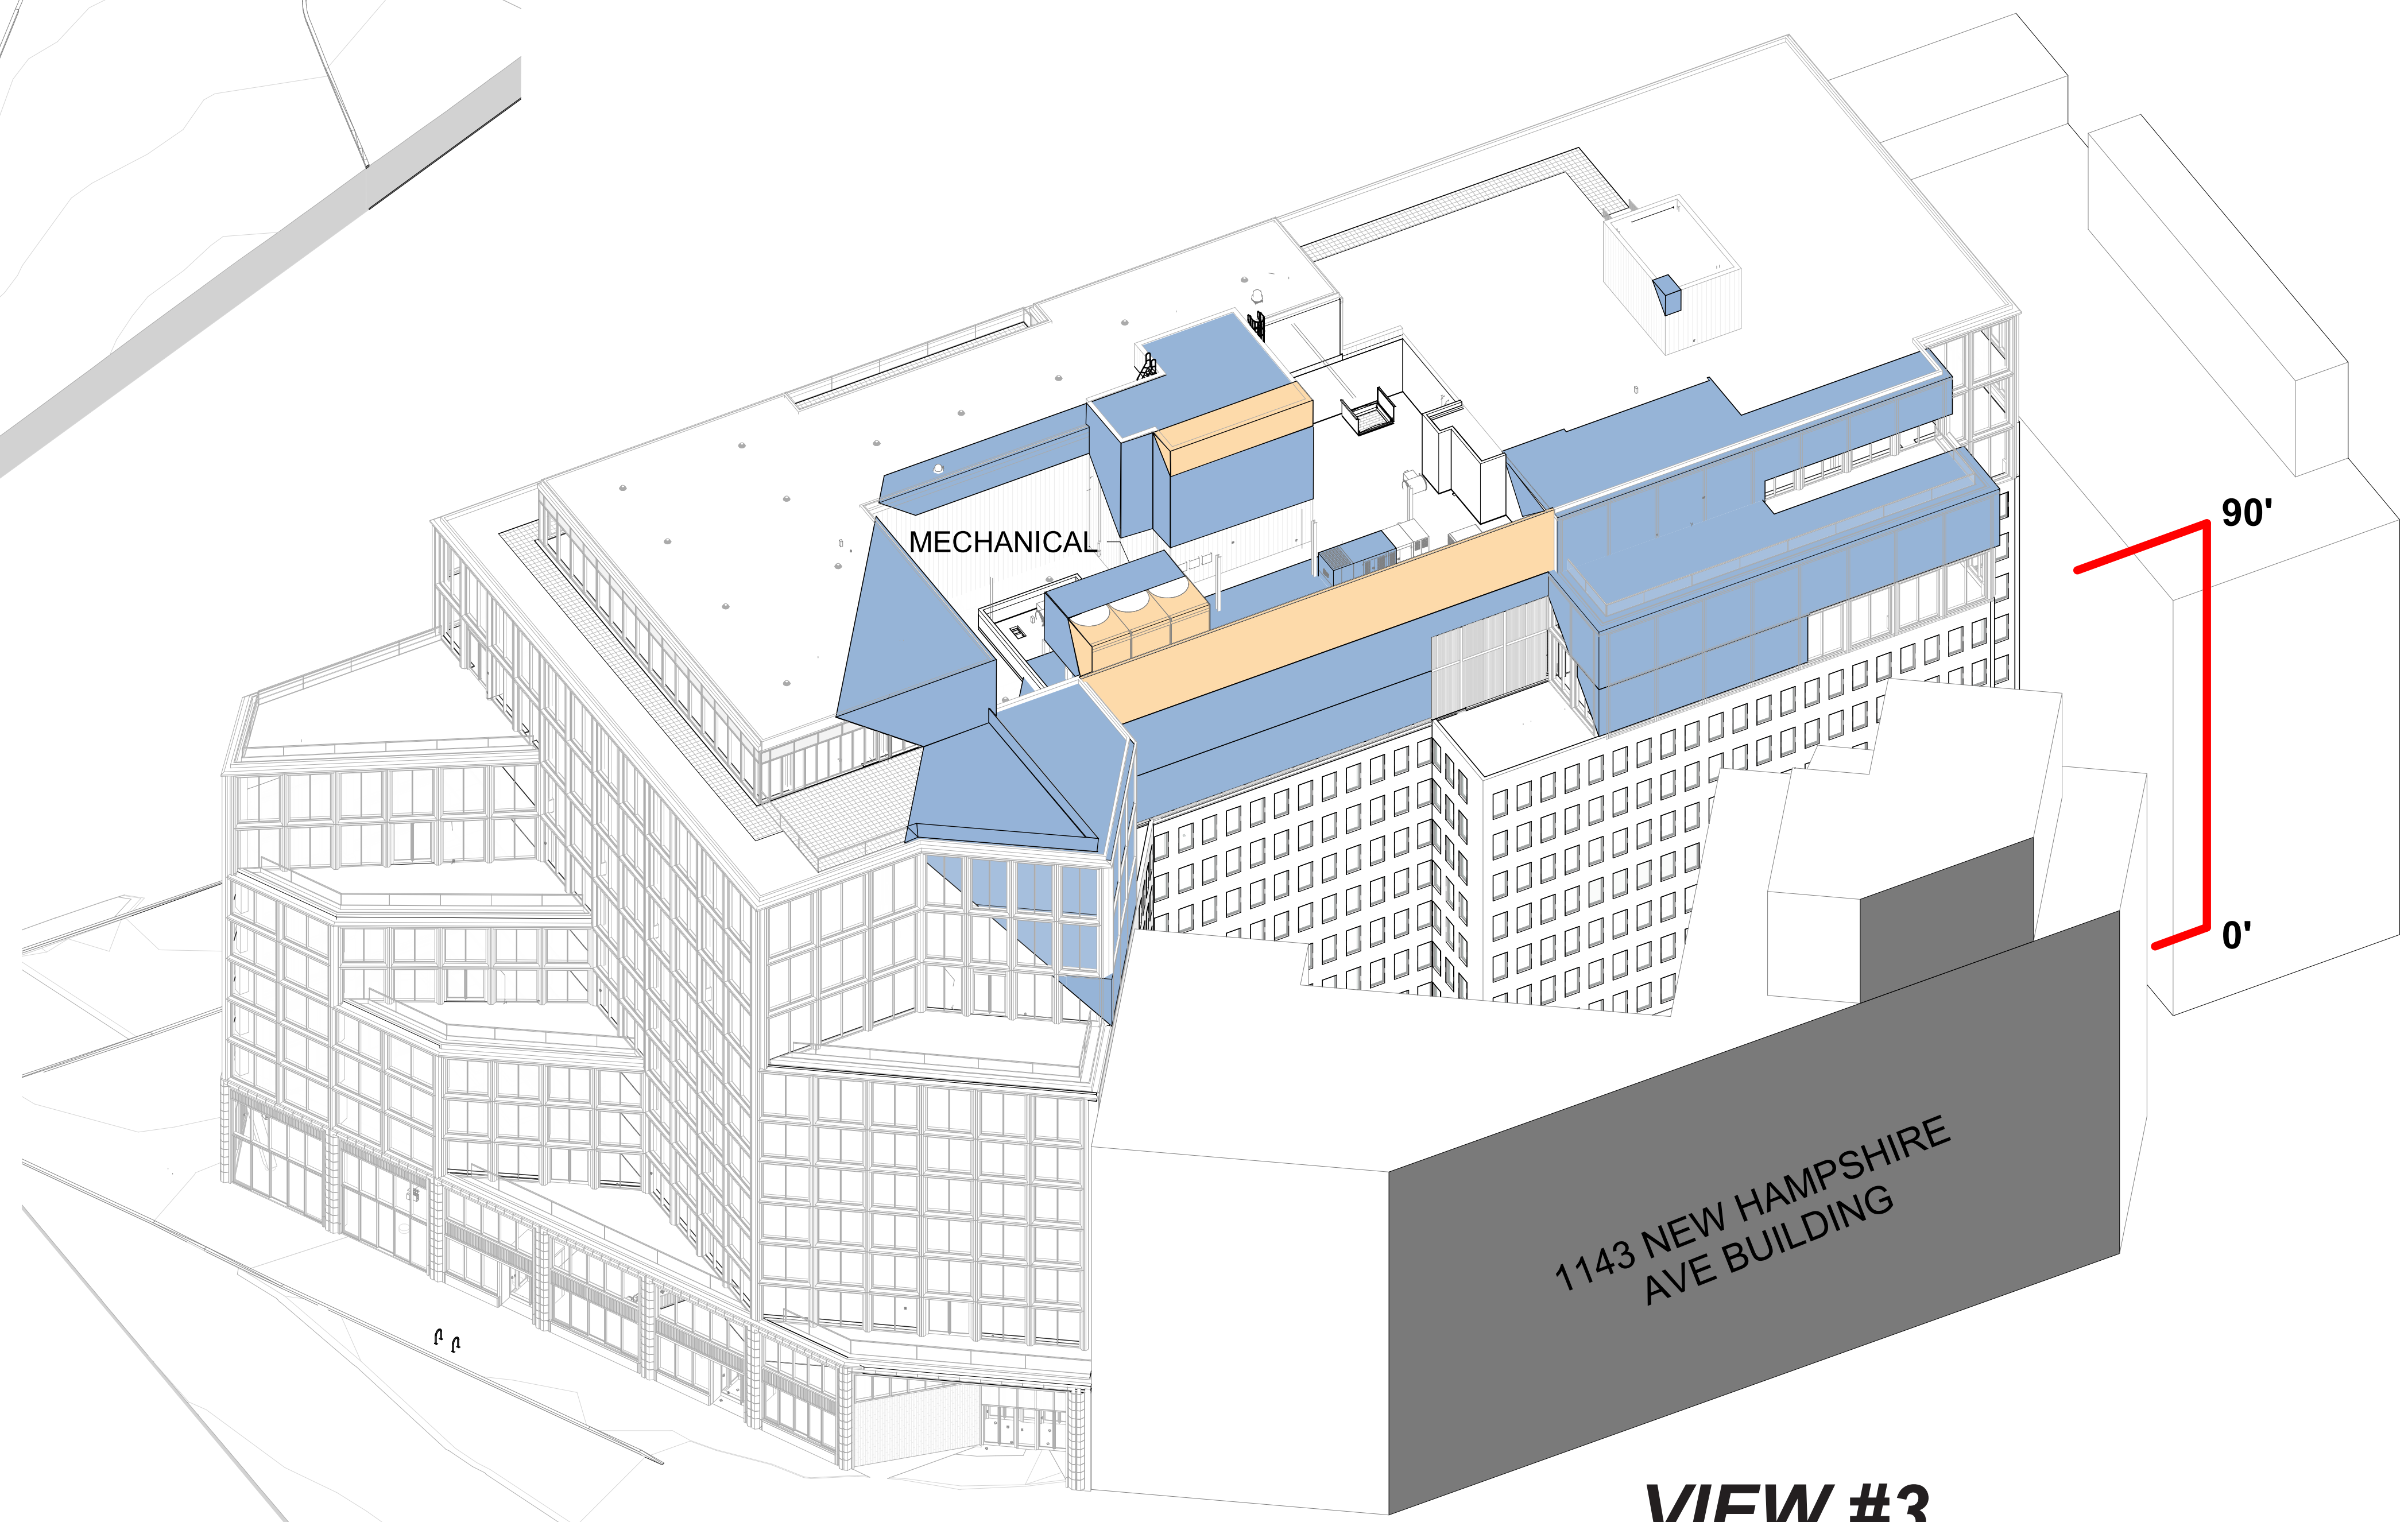 MECHANICAL
90'
0'
1143 NEW HAMPSHIRE
AVE BUILDING
VIEW #3